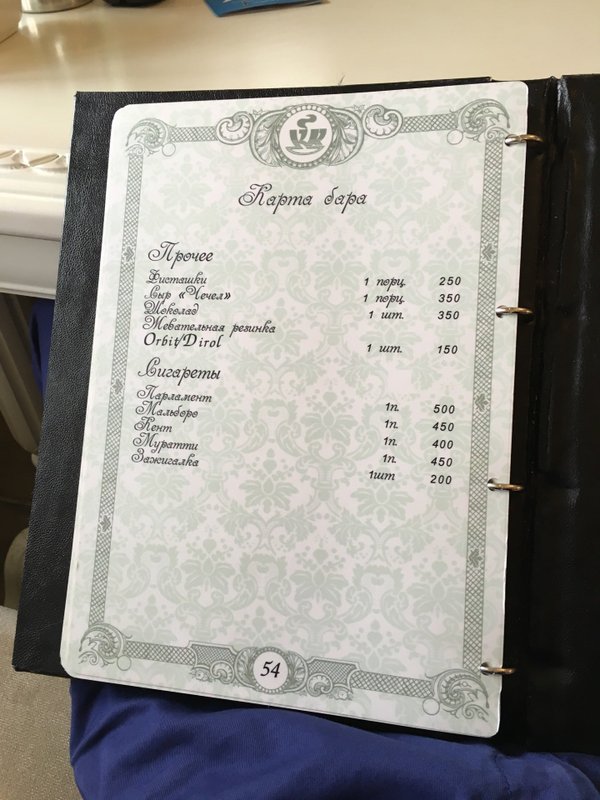 Карта бара
Прочее
Фисташки 1 порц. 250
Сыр «Чечел» 1 порц. 350
Шоколад 1 шт. 350
Жевательная резинка
Orbit/Dirol 1 шт. 150
Сигареты
Парламент 1п. 500
Мальборо 1п. 450
Кент 1п. 400
Муратти 1п. 450
Зажигалка 1шт 200
54